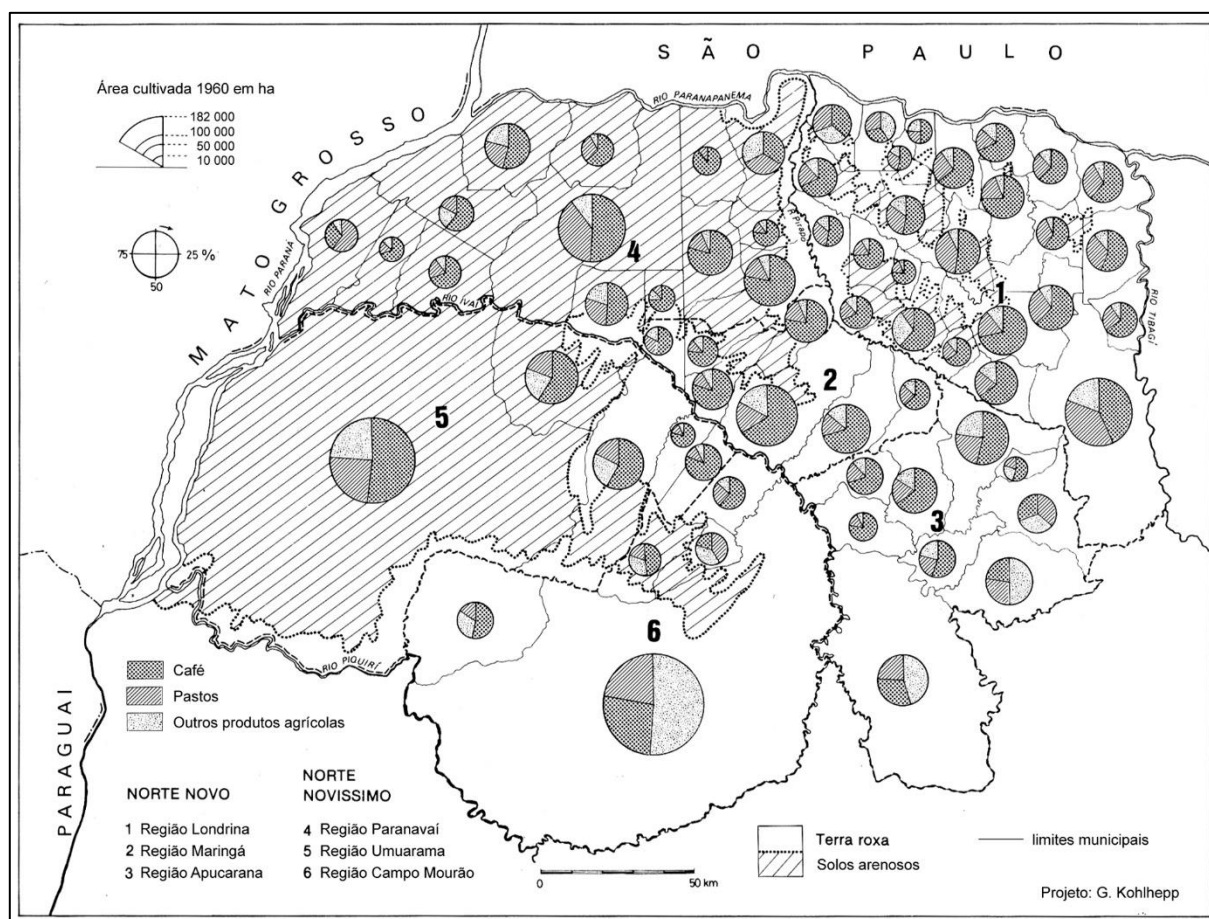 SÃO PAULO
Área cultivada 1960 em ha
182 000
100 000
50 000
10 000
RIO PARANAPANEMA
MATO GROSSO
75
25 %
50
RIO PARANÁ
R. Pirapó
4
1
RIO IVAÍ
RIO TIBAGÍ
2
5
3
6
RIO PIQUIRÍ
Café
Pastos
Outros produtos agrícolas
PARAGUAI
NORTE NOVO
1 Região Londrina
2 Região Maringá
3 Região Apucarana
NORTE
NOVISSIMO
4 Região Paranavaí
5 Região Umuarama
6 Região Campo Mourão
0
50 km
Terra roxa
Solos arenosos
limites municipais
Projeto: G. Kohlhepp